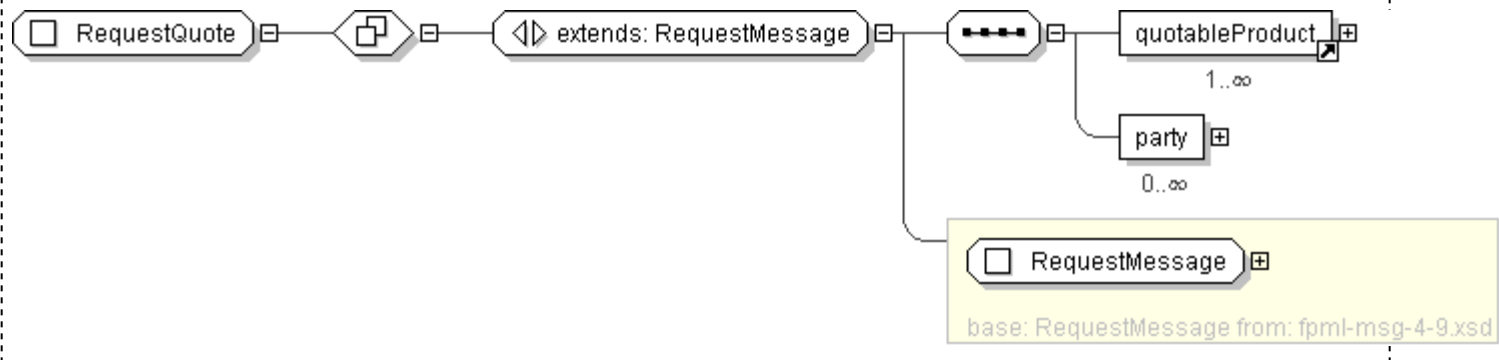 RequestQuote
extends: RequestMessage
quotableProduct
1..∞
party
0..∞
RequestMessage
base: RequestMessage from: fpml-msg-4-9.xsd